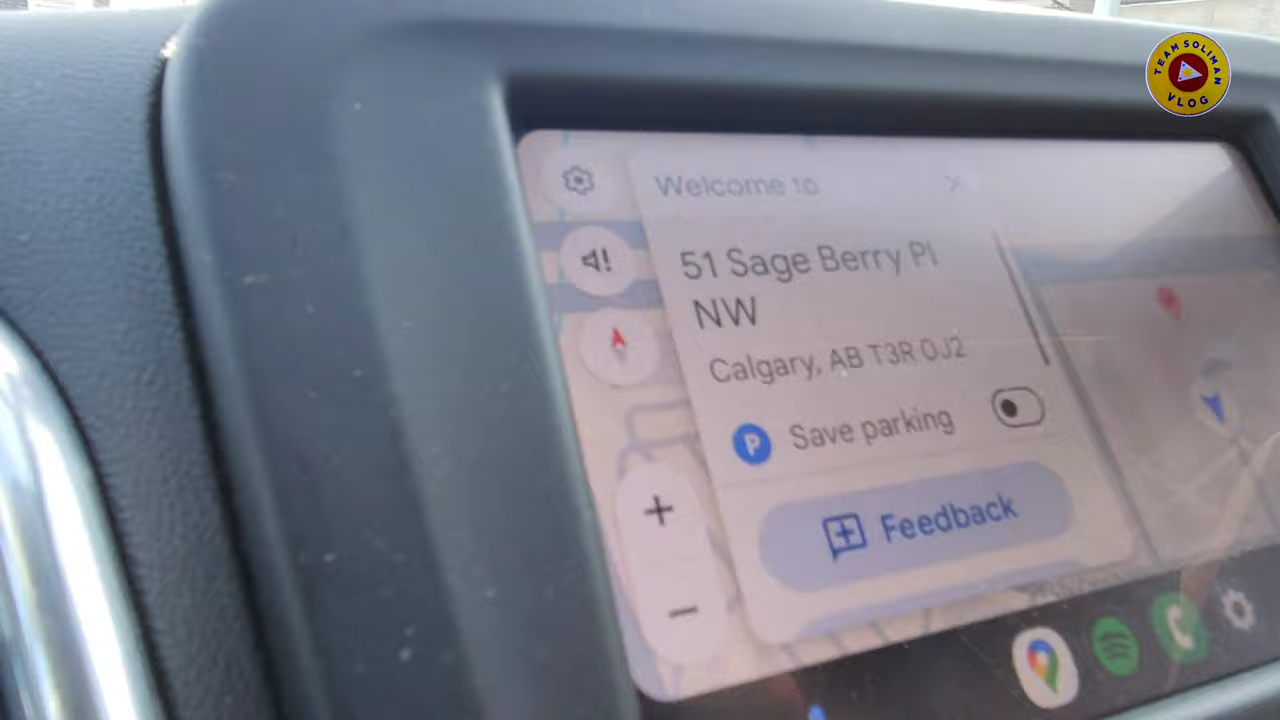 TEAM SOLIMAN
VLOG
Welcome to
51 Sage Berry Pl
NW
Calgary, AB T3R 0J2
P Save parking
Feedback